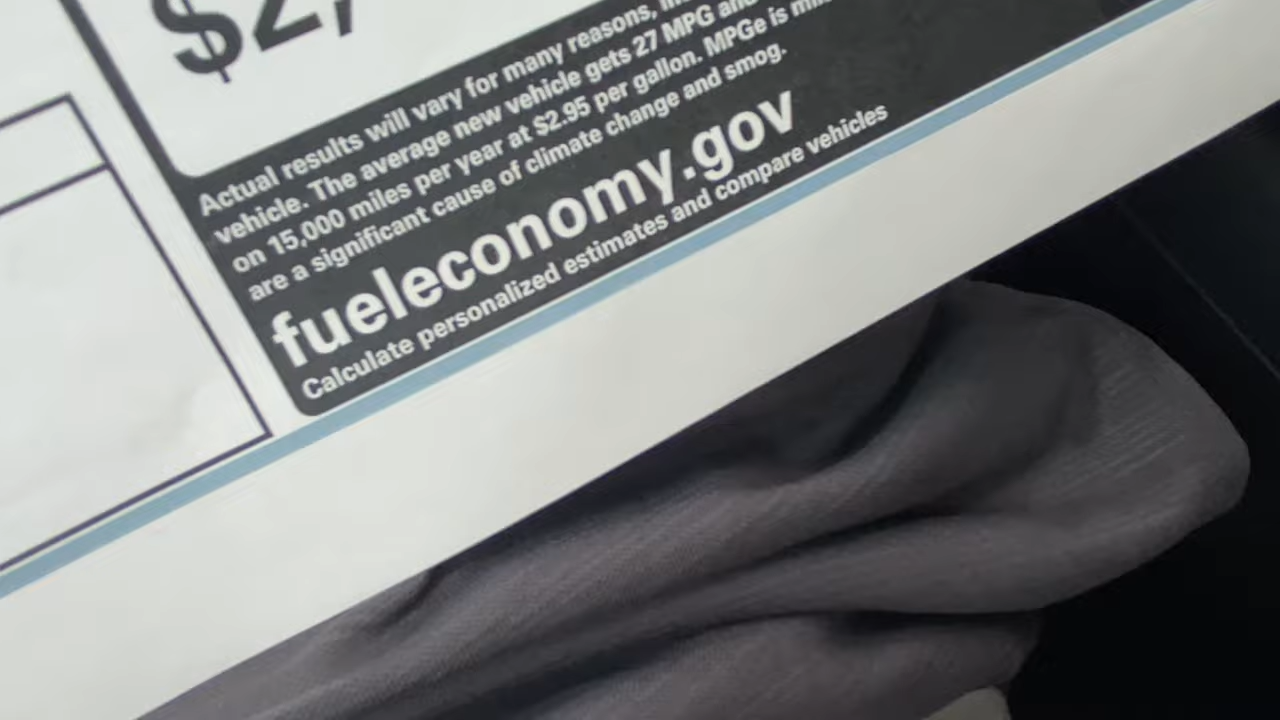 $2,
Actual results will vary for many reasons,
vehicle. The average new vehicle gets 27 MPG and
on 15,000 miles per year at $2.95 per gallon. MPGe is
are a significant cause of climate change and smog.
fueleconomy.gov
Calculate personalized estimates and compare vehicles